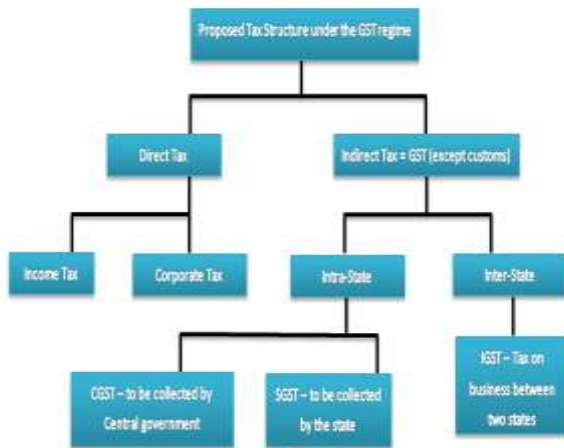 Proposed Tax Structure under the GST regime
Direct Tax
Indirect Tax = GST (except customs)
Income Tax
Corporate Tax
Intra-State
Inter-State
CGST – to be collected by
Central government
SGST – to be collected
by the state
IGST – Tax on
business between
two states